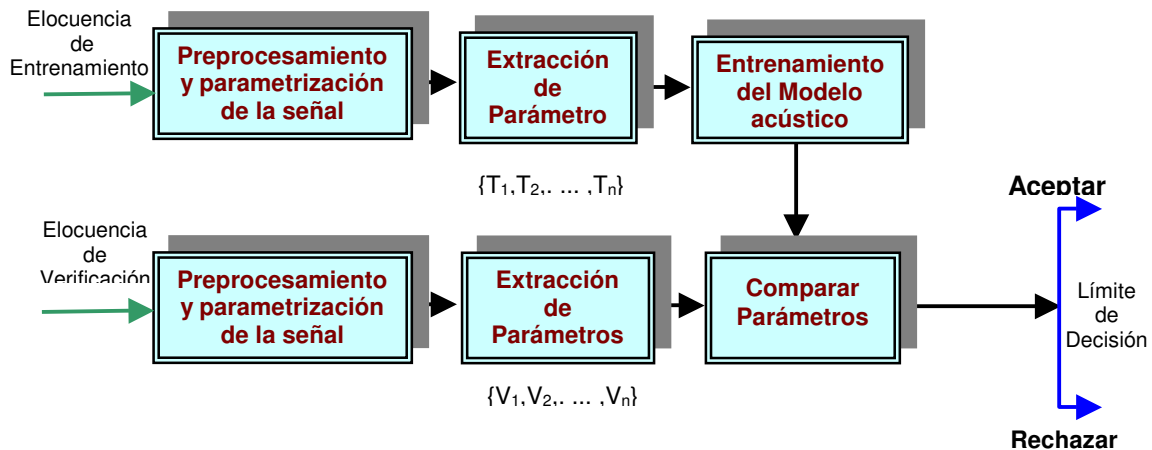 Elocuencia
de
Entrenamiento
Preprocesamiento
y parametrización
de la señal
Extracción
de
Parámetro
Entrenamiento
del Modelo
acústico
{T1,T2,. ... ,Tn}
Aceptar
Elocuencia
de
Verificación
Preprocesamiento
y parametrización
de la señal
Extracción
de
Parámetros
Comparar
Parámetros
Límite
de
Decisión
{V1,V2,. ... ,Vn}
Rechazar